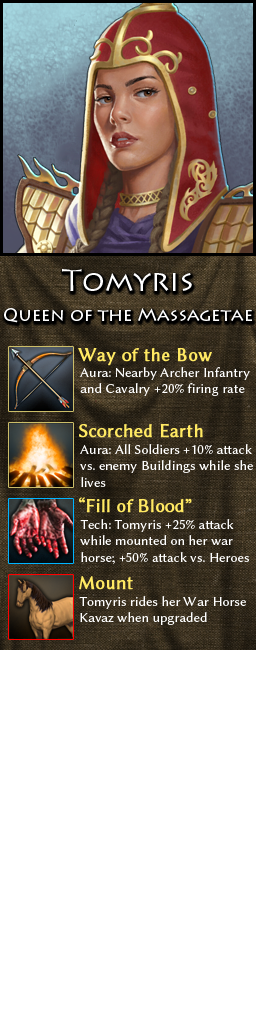 Tomyris
Queen of the Massagetae
Way of the Bow
Aura: Nearby Archer Infantry
and Cavalry +20% firing rate
Scorched Earth
Aura: All Soldiers +10% attack
vs. enemy Buildings while she
lives
“Fill of Blood”
Tech: Tomyris +25% attack
while mounted on her war
horse; +50% attack vs. Heroes
Mount
Tomyris rides her War Horse
Kavaz when upgraded